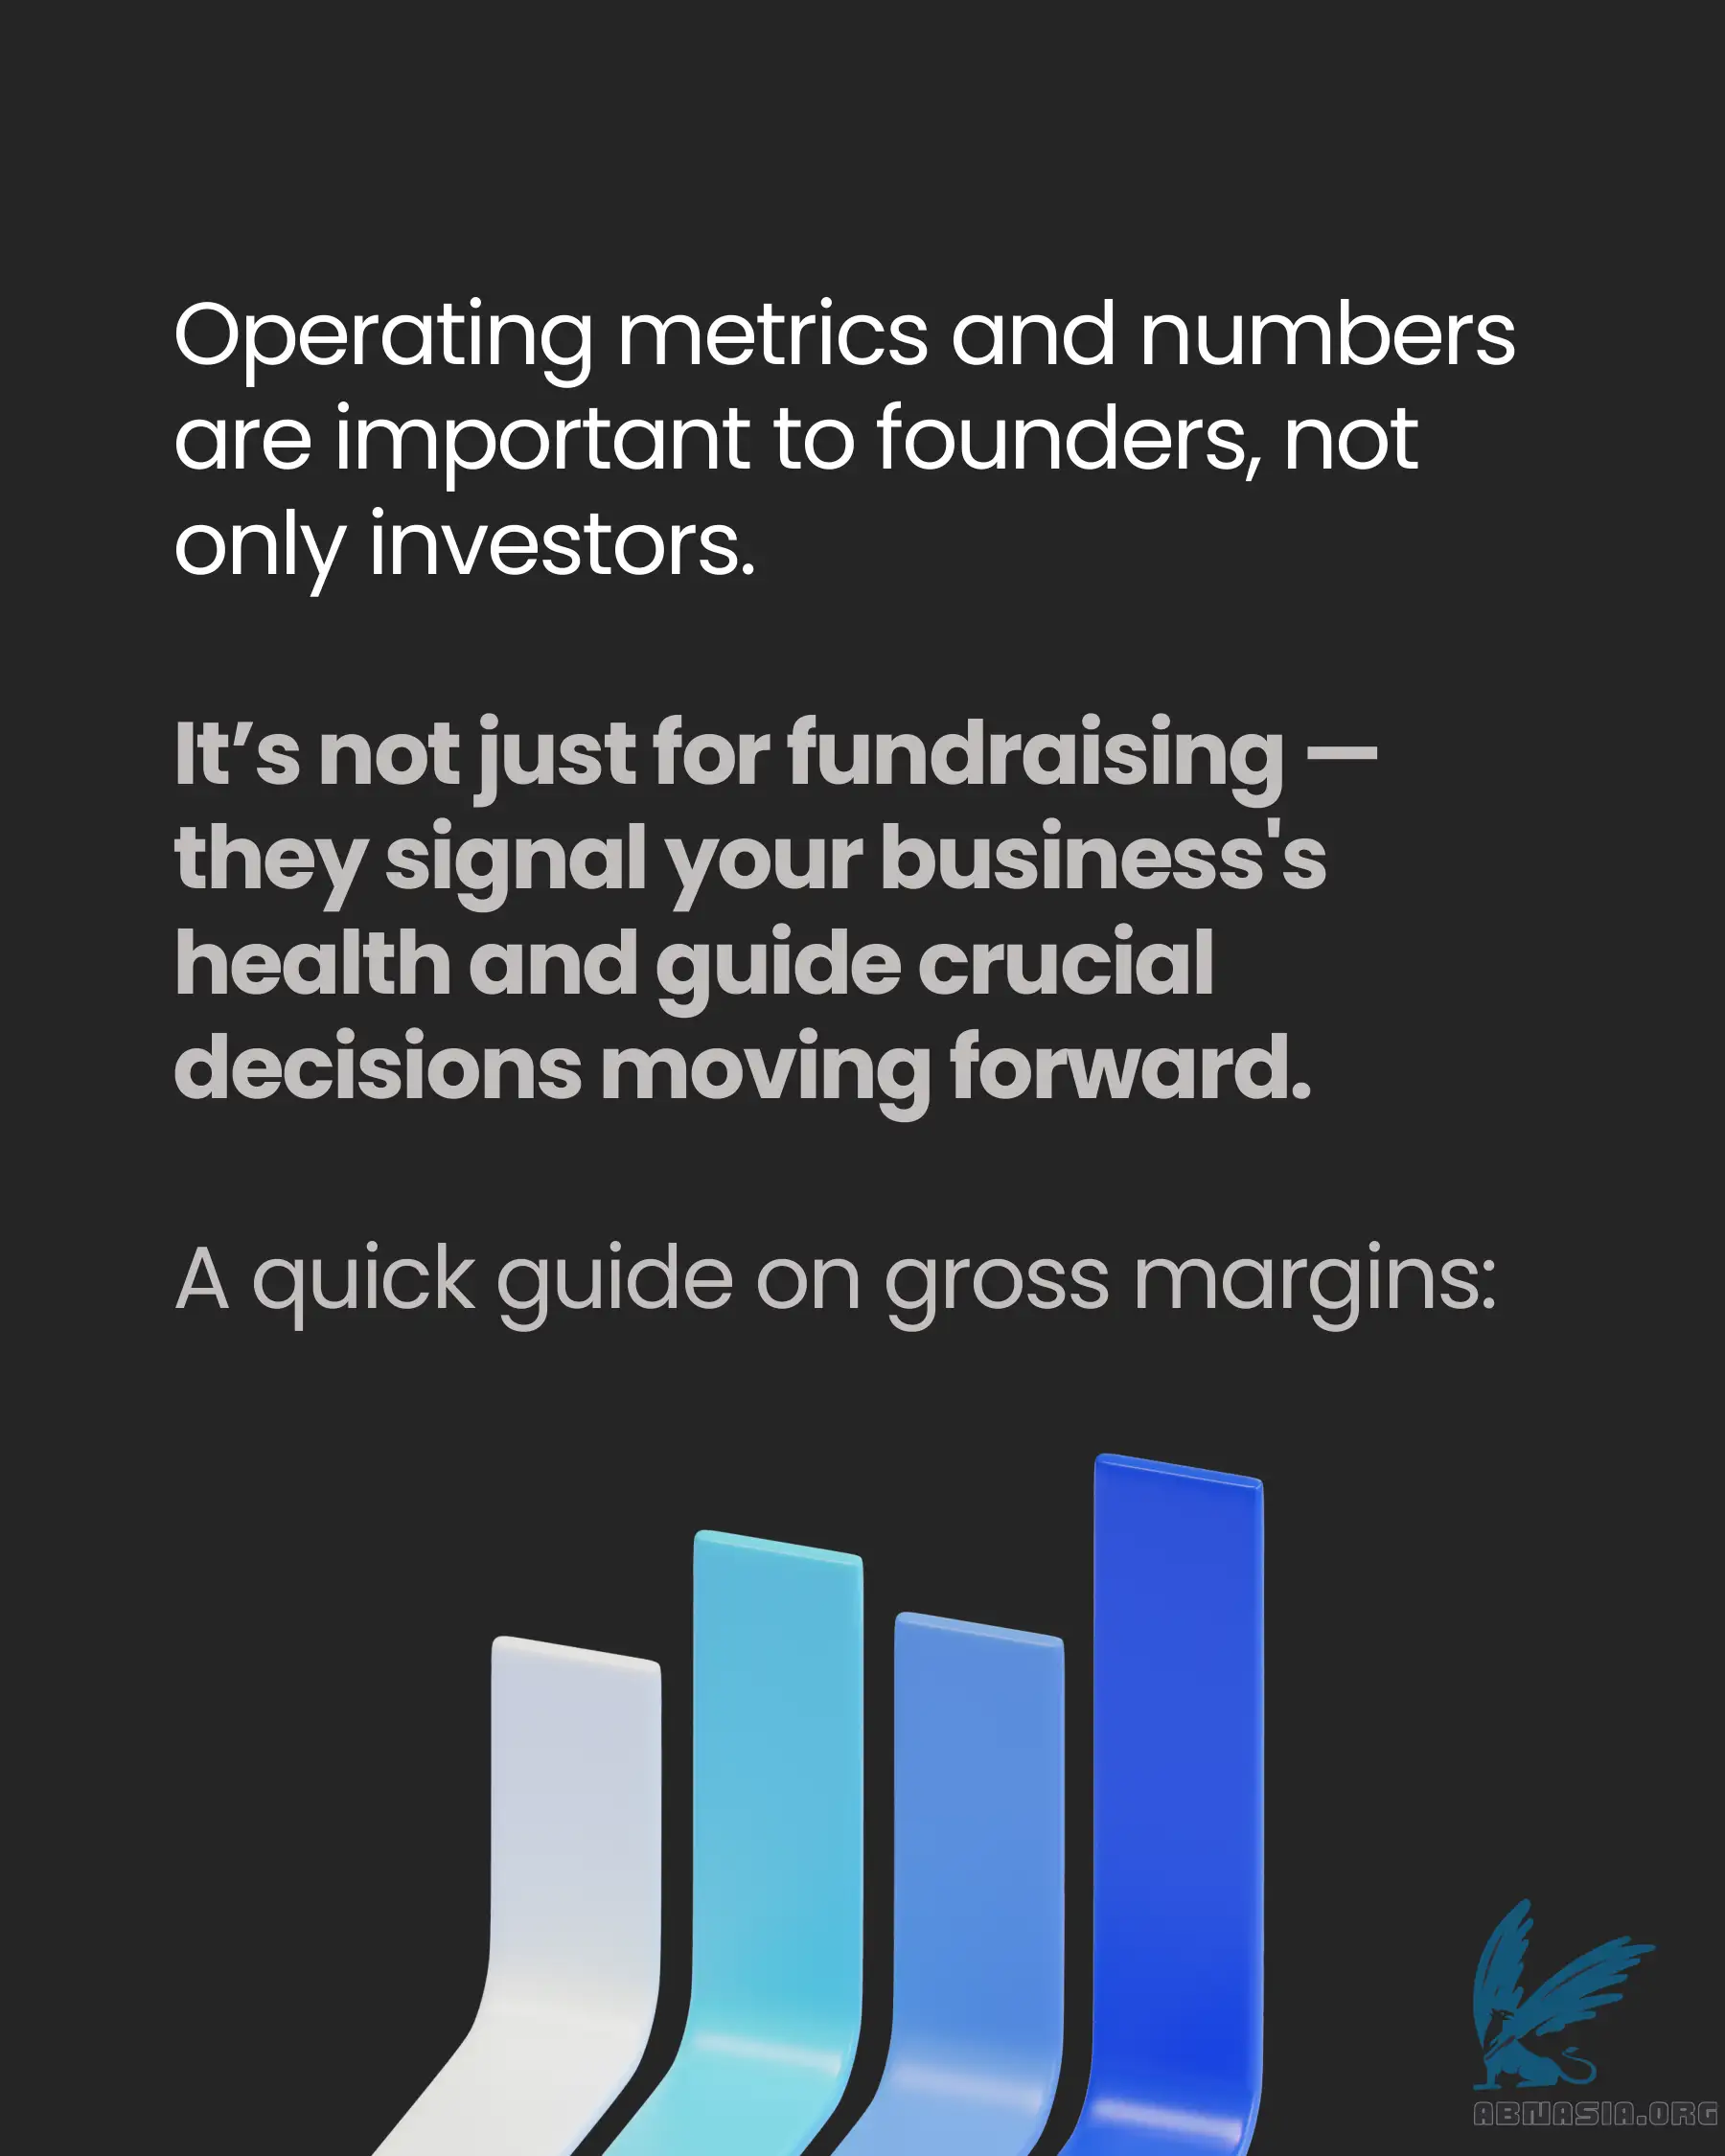 Operating metrics and numbers
are important to founders, not
only investors.
It’s not just for fundraising —
they signal your business's
health and guide crucial
decisions moving forward.
A quick guide on gross margins:
ABNASIA.ORG